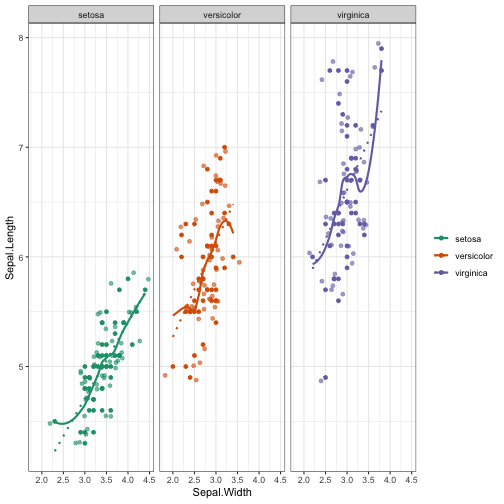 setosa versicolor virginica
8
7
6
5
Sepal.Length
2.0 2.5 3.0 3.5 4.0 4.5 2.0 2.5 3.0 3.5 4.0 4.5 2.0 2.5 3.0 3.5 4.0 4.5
Sepal.Width
setosa
versicolor
virginica